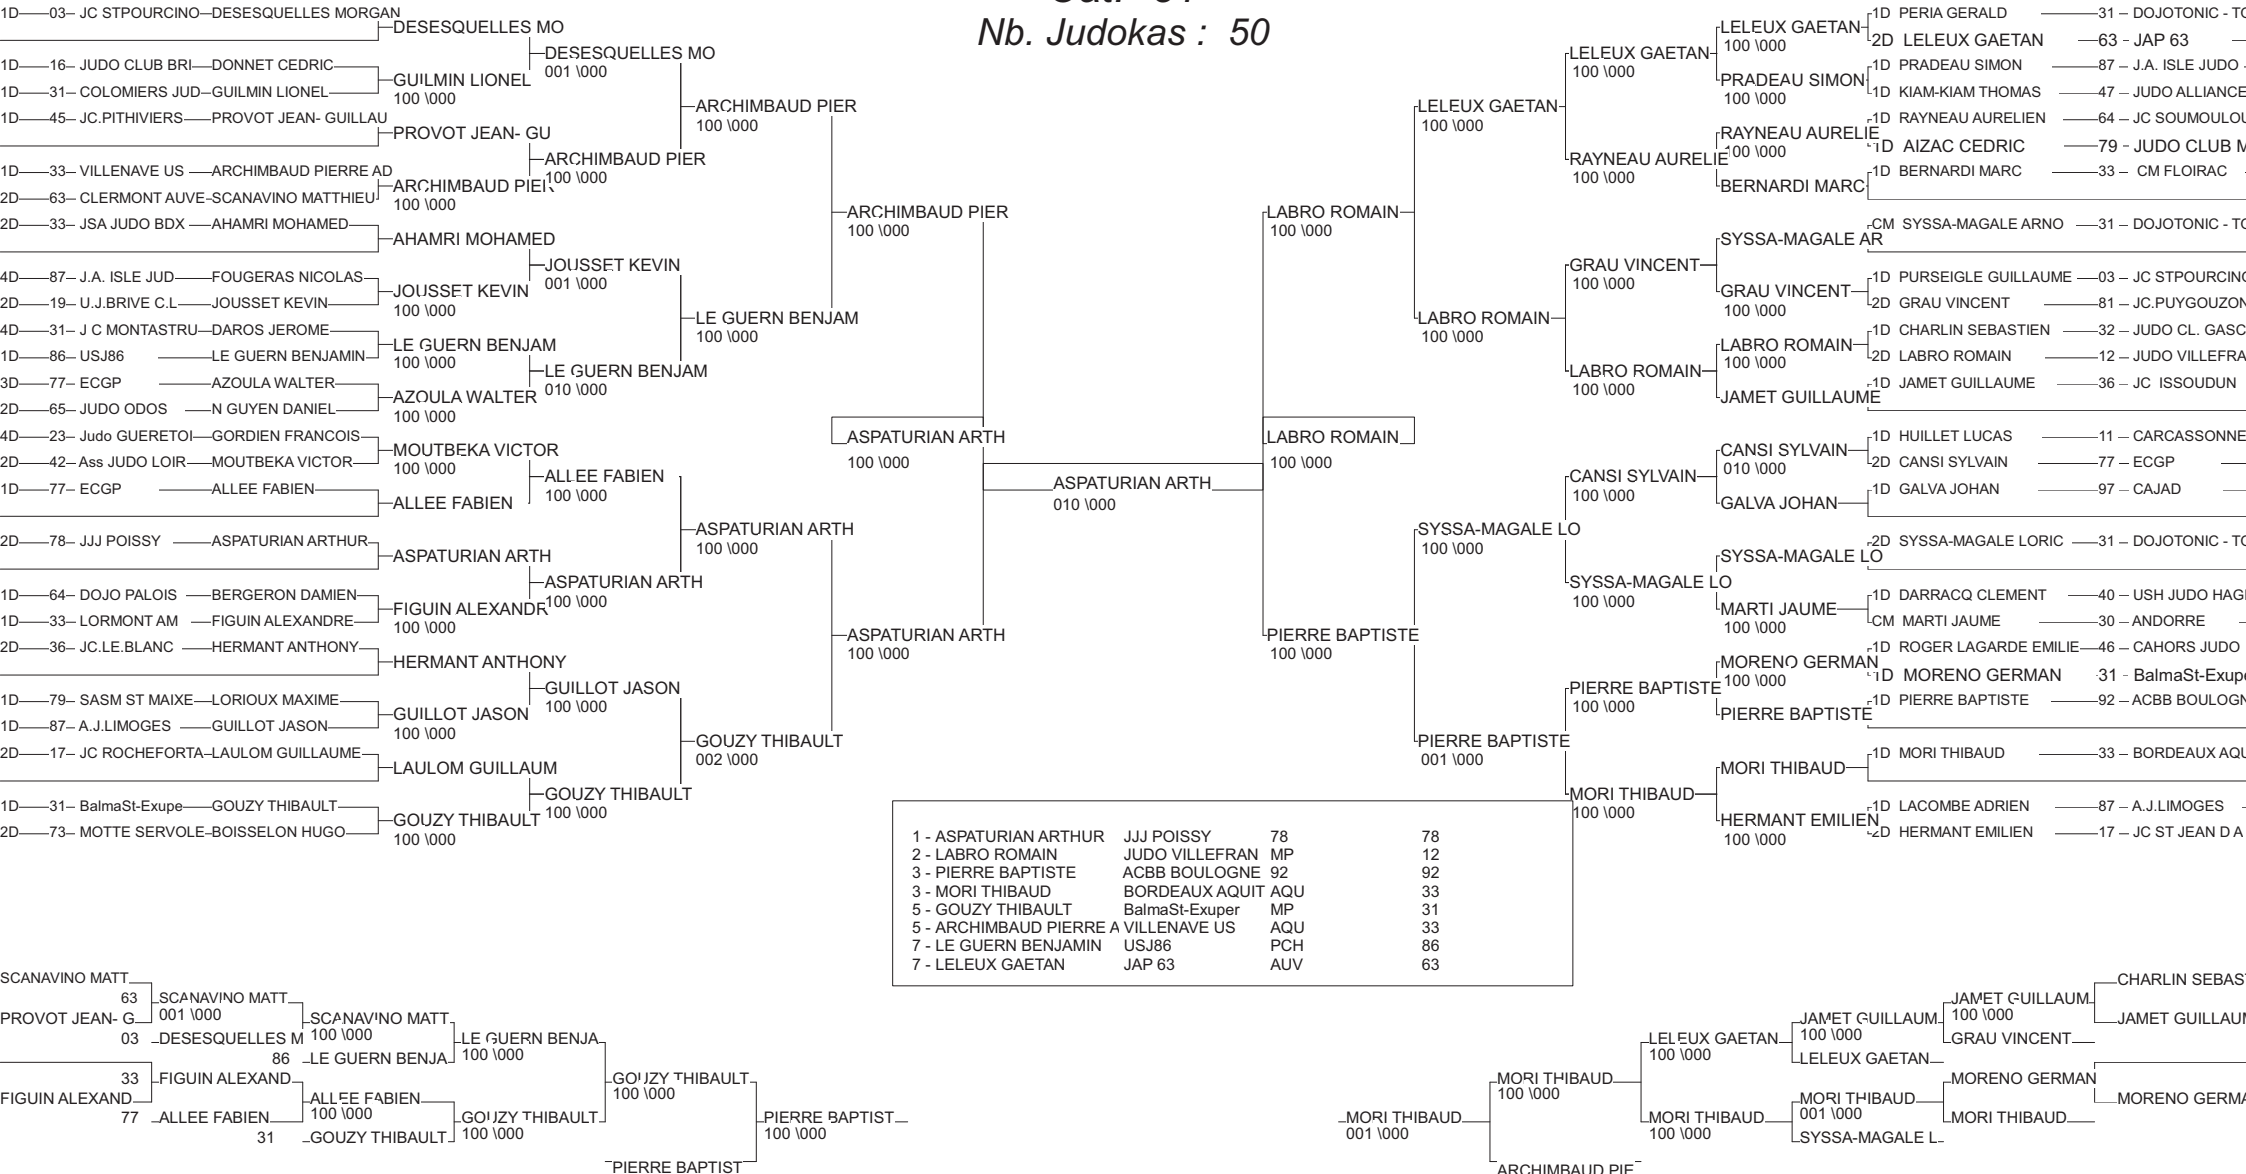 Nb. Judokas : 50
1D 03 JC STPOURCINO DESESQUELLES MORGAN
1D 16 JUDO CLUB BRI DONNET CEDRIC
1D 31 COLOMIERS JUD GUILMIN LIONEL
1D 45 JC.PITHIVIERS PROVOT JEAN- GUILLAU
1D 33 VILLENAVE US ARCHIMBAUD PIERRE AD
2D 63 CLERMONT AUVE SCANAVINO MATTHIEU
2D 33 JSA JUDO BDX AHAMRI MOHAMED
4D 87 J.A. ISLE JUD FOUGERAS NICOLAS
2D 19 U.J.BRIVE C.L JOUSSET KEVIN
4D 31 J C MONTASTRU DAROS JEROME
1D 86 USJ86 LE GUERN BENJAMIN
3D 77 ECGP AZOULA WALTER
2D 65 JUDO ODOS N GUYEN DANIEL
4D 23 Judo GUERETOI GORDIEN FRANCOIS
2D 42 Ass JUDO LOIR MOUTBEKA VICTOR
1D 77 ECGP ALLEE FABIEN
2D 78 JJJ POISSY ASPATURIAN ARTHUR
1D 64 DOJO PALOIS BERGERON DAMIEN
1D 33 LORMONT AM FIGUIN ALEXANDRE
2D 36 JC.LE.BLANC HERMANT ANTHONY
1D 79 SASM ST MAIXE LORIOUX MAXIME
1D 87 A.J.LIMOGES GUILLOT JASON
2D 17 JC ROCHEFORTA LAULOM GUILLAUME
1D 31 BalmaSt-Exupe GOUZY THIBAULT
2D 73 MOTTE SERVOLE BOISSELON HUGO
DESESQUELLES MO
GUILMIN LIONEL
100 \000
PROVOT JEAN- GU
ARCHIMBAUD PIER
100 \000
AHAMRI MOHAMED
JOUSSET KEVIN
100 \000
LE GUERN BENJAM
100 \000
AZOULA WALTER
100 \000
MOUTBEKA VICTOR
100 \000
ALLEE FABIEN
ASPATURIAN ARTH
FIGUIN ALEXANDR
100 \000
HERMANT ANTHONY
GUILLOT JASON
100 \000
LAULOM GUILLAUM
GOUZY THIBAULT
100 \000
DESESQUELLES MO
001 \000
ARCHIMBAUD PIER
100 \000
JOUSSET KEVIN
001 \000
LE GUERN BENJAM
010 \000
ALLEE FABIEN
100 \000
ASPATURIAN ARTH
100 \000
GUILLOT JASON
100 \000
GOUZY THIBAULT
100 \000
ARCHIMBAUD PIER
100 \000
LE GUERN BENJAM
100 \000
ASPATURIAN ARTH
100 \000
GOUZY THIBAULT
002 \000
ARCHIMBAUD PIER
100 \000
ASPATURIAN ARTH
100 \000
ASPATURIAN ARTH
100 \000
ASPATURIAN ARTH
010 \000
LABRO ROMAIN
100 \000
LABRO ROMAIN
100 \000
PIERRE BAPTISTE
100 \000
LELEUX GAETAN
100 \000
LABRO ROMAIN
100 \000
SYSSA-MAGALE LO
100 \000
PIERRE BAPTISTE
001 \000
LELEUX GAETAN
100 \000
RAYNEAU AURELIE
100 \000
GRAU VINCENT
100 \000
LABRO ROMAIN
100 \000
CANSI SYLVAIN
100 \000
SYSSA-MAGALE LO
100 \000
PIERRE BAPTISTE
100 \000
MORI THIBAUD
100 \000
LELEUX GAETAN
100 \000
PRADEAU SIMON
100 \000
RAYNEAU AURELIE
100 \000
BERNARDI MARC
SYSSA-MAGALE AR
GRAU VINCENT
100 \000
LABRO ROMAIN
100 \000
JAMET GUILLAUME
CANSI SYLVAIN
010 \000
GALVA JOHAN
SYSSA-MAGALE LO
MARTI JAUME
100 \000
MORENO GERMAN
100 \000
PIERRE BAPTISTE
MORI THIBAUD
HERMANT EMILIEN
100 \000
1D PERIA GERALD 31 – DOJOTONIC - TO
2D LELEUX GAETAN 63 - JAP 63
1D PRADEAU SIMON 87 – J.A. ISLE JUDO
1D KIAM-KIAM THOMAS 47 – JUDO ALLIANCE
1D RAYNEAU AURELIEN 64 – JC SOUMOULOU
1D AIZAC CEDRIC 79 - JUDO CLUB M
1D BERNARDI MARC 33 – CM FLOIRAC
CM SYSSA-MAGALE ARNO 31 – DOJOTONIC - TO
1D PURSEIGLE GUILLAUME 03 – JC STPOURCINO
2D GRAU VINCENT 81 – JC.PUYGOUZON
1D CHARLIN SEBASTIEN 32 – JUDO CL. GASC
2D LABRO ROMAIN 12 – JUDO VILLEFRA
1D JAMET GUILLAUME 36 – JC ISSOUDUN
1D HUILLET LUCAS 11 – CARCASSONNE
2D CANSI SYLVAIN 77 – ECGP
1D GALVA JOHAN 97 – CAJAD
2D SYSSA-MAGALE LORIC 31 – DOJOTONIC - TO
1D DARRACQ CLEMENT 40 – USH JUDO HAG
CM MARTI JAUME 30 – ANDORRE
1D ROGER LAGARDE EMILIE 46 – CAHORS JUDO
1D MORENO GERMAN 31 - BalmaSt-Exupe
1D PIERRE BAPTISTE 92 – ACBB BOULOGN
1D MORI THIBAUD 33 – BORDEAUX AQU
1D LACOMBE ADRIEN 87 – A.J.LIMOGES
2D HERMANT EMILIEN 17 – JC ST JEAN D A
1 - ASPATURIAN ARTHUR JJJ POISSY 78 78
2 - LABRO ROMAIN JUDO VILLEFRAN MP 12
3 - PIERRE BAPTISTE ACBB BOULOGNE 92 92
3 - MORI THIBAUD BORDEAUX AQUIT AQU 33
5 - GOUZY THIBAULT BalmaSt-Exuper MP 31
5 - ARCHIMBAUD PIERRE A VILLENAVE US AQU 33
7 - LE GUERN BENJAMIN USJ86 PCH 86
7 - LELEUX GAETAN JAP 63 AUV 63
SCANAVINO MATT
63
PROVOT JEAN- G
03
33
FIGUIN ALEXAND
77
SCANAVINO MATT
001 \000
DESESQUELLES M
86
FIGUIN ALEXAND
ALLEE FABIEN
31
SCANAVINO MATT
100 \000
LE GUERN BENJA
ALLEE FABIEN
100 \000
GOUZY THIBAULT
LE GUERN BENJA
100 \000
GOUZY THIBAULT
100 \000
GOUZY THIBAULT
100 \000
PIERRE BAPTIST
PIERRE BAPTIST
100 \000
MORI THIBAUD
001 \000
MORI THIBAUD
100 \000
ARCHIMBAUD PIE
LELEUX GAETAN
100 \000
MORI THIBAUD
100 \000
JAMET GUILLAUM
100 \000
LELEUX GAETAN
MORI THIBAUD
001 \000
SYSSA-MAGALE L
JAMET GUILLAUM
100 \000
GRAU VINCENT
MORENO GERMAN
MORI THIBAUD
CHARLIN SEBAS
JAMET GUILLAUM
MORENO GERMA